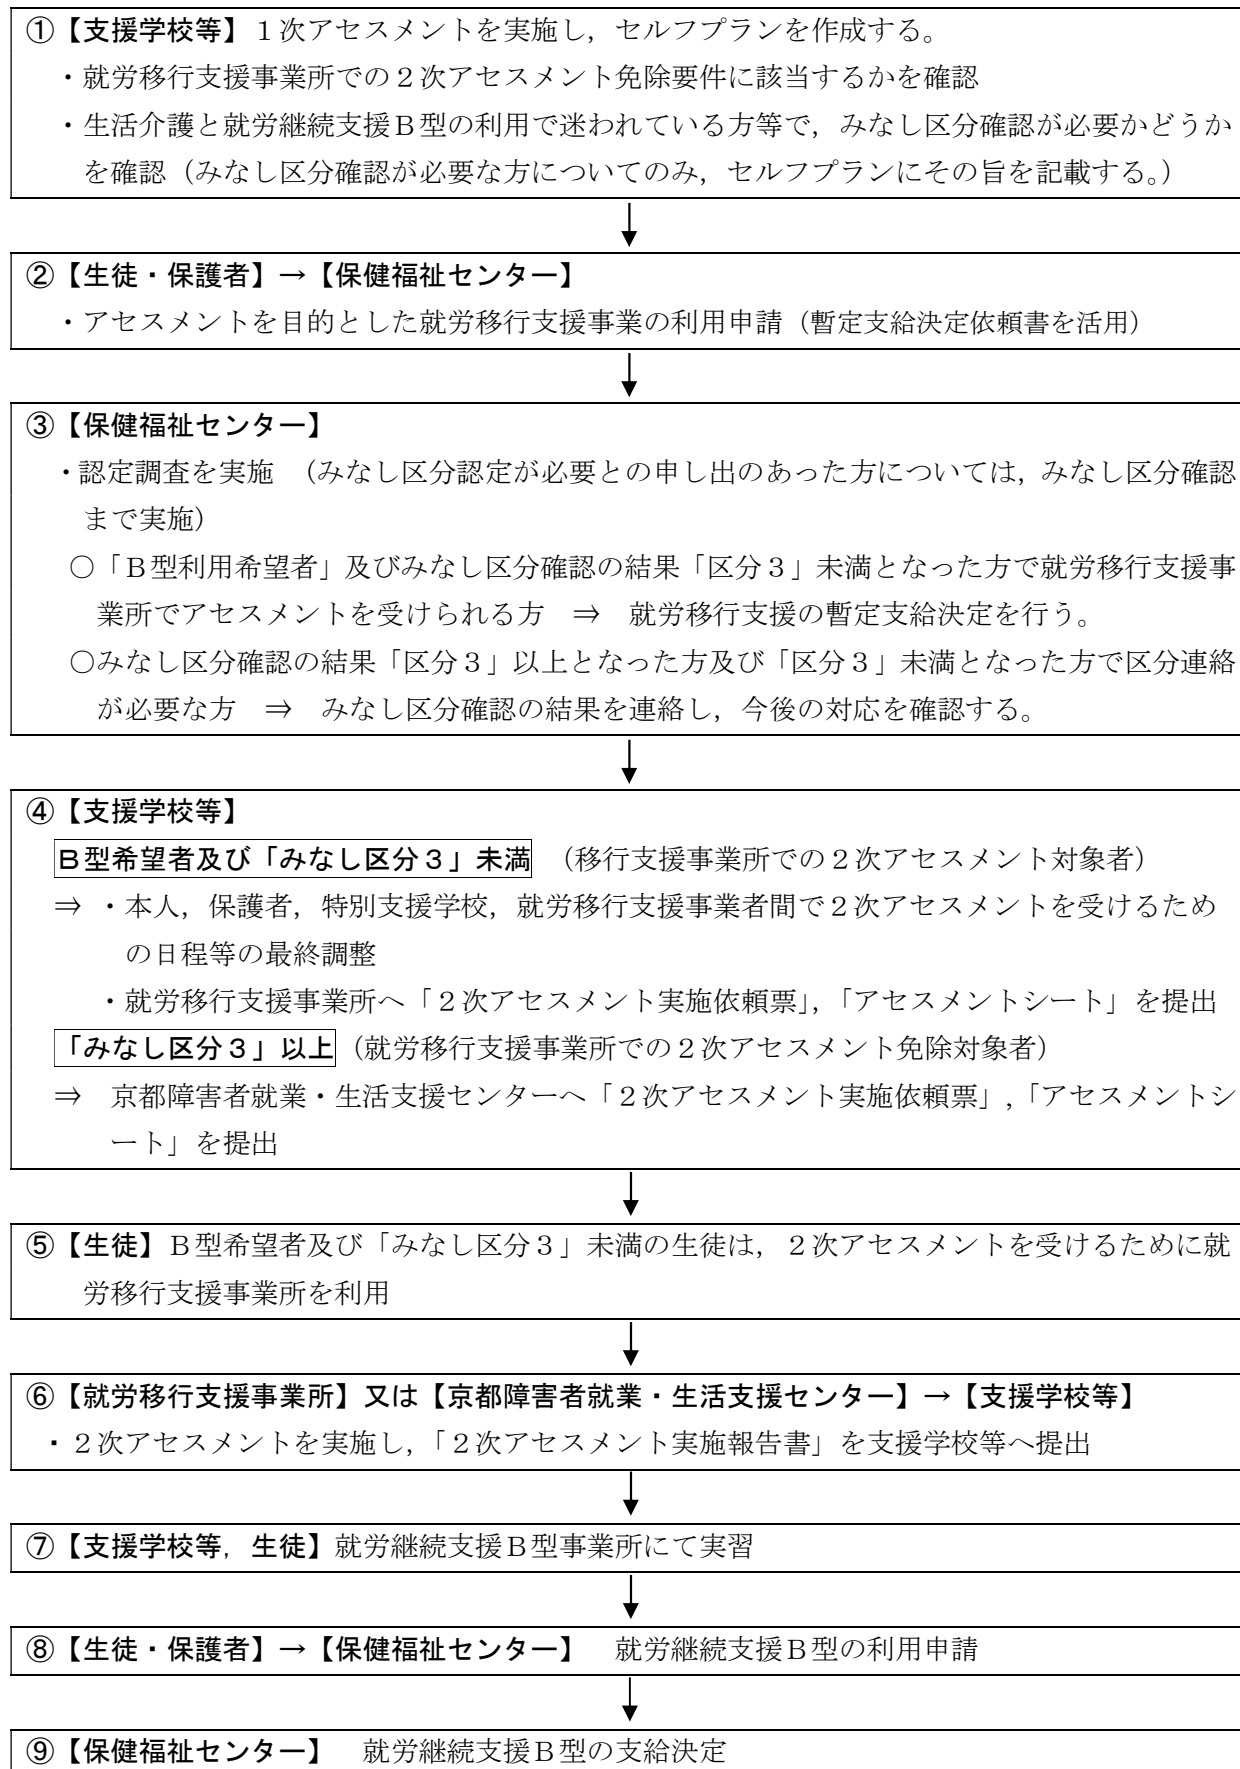 ①【支援学校等】１次アセスメントを実施し，セルフプランを作成する。
・就労移行支援事業所での２次アセスメント免除要件に該当するかを確認
・生活介護と就労継続支援Ｂ型の利用で迷われている方等で，みなし区分確認が必要かどうか
を確認（みなし区分確認が必要な方についてのみ，セルフプランにその旨を記載する。）
↓
②【生徒・保護者】→【保健福祉センター】
・アセスメントを目的とした就労移行支援事業の利用申請（暫定支給決定依頼書を活用）
↓
③【保健福祉センター】
・認定調査を実施　（みなし区分認定が必要との申し出のあった方については，みなし区分確認
まで実施）
○「Ｂ型利用希望者」及びみなし区分確認の結果「区分３」未満となった方で就労移行支援事
業所でアセスメントを受けられる方　⇒　就労移行支援の暫定支給決定を行う。
○みなし区分確認の結果「区分３」以上となった方及び「区分３」未満となった方で区分連絡
が必要な方　⇒　みなし区分確認の結果を連絡し，今後の対応を確認する。
↓
④【支援学校等】
Ｂ型希望者及び「みなし区分３」未満　（移行支援事業所での２次アセスメント対象者）
⇒ ・本人，保護者，特別支援学校，就労移行支援事業者間で２次アセスメントを受けるため
の日程等の最終調整
・就労移行支援事業所へ「２次アセスメント実施依頼票」，「アセスメントシート」を提出
「みなし区分３」以上（就労移行支援事業所での２次アセスメント免除対象者）
⇒　京都障害者就業・生活支援センターへ「２次アセスメント実施依頼票」，「アセスメントシ
ート」を提出
↓
⑤【生徒】Ｂ型希望者及び「みなし区分３」未満の生徒は，２次アセスメントを受けるために就
労移行支援事業所を利用
↓
⑥【就労移行支援事業所】又は【京都障害者就業・生活支援センター】→【支援学校等】
・２次アセスメントを実施し，「２次アセスメント実施報告書」を支援学校等へ提出
↓
⑦【支援学校等，生徒】就労継続支援Ｂ型事業所にて実習
↓
⑧【生徒・保護者】→【保健福祉センター】　就労継続支援Ｂ型の利用申請
↓
⑨【保健福祉センター】　就労継続支援Ｂ型の支給決定